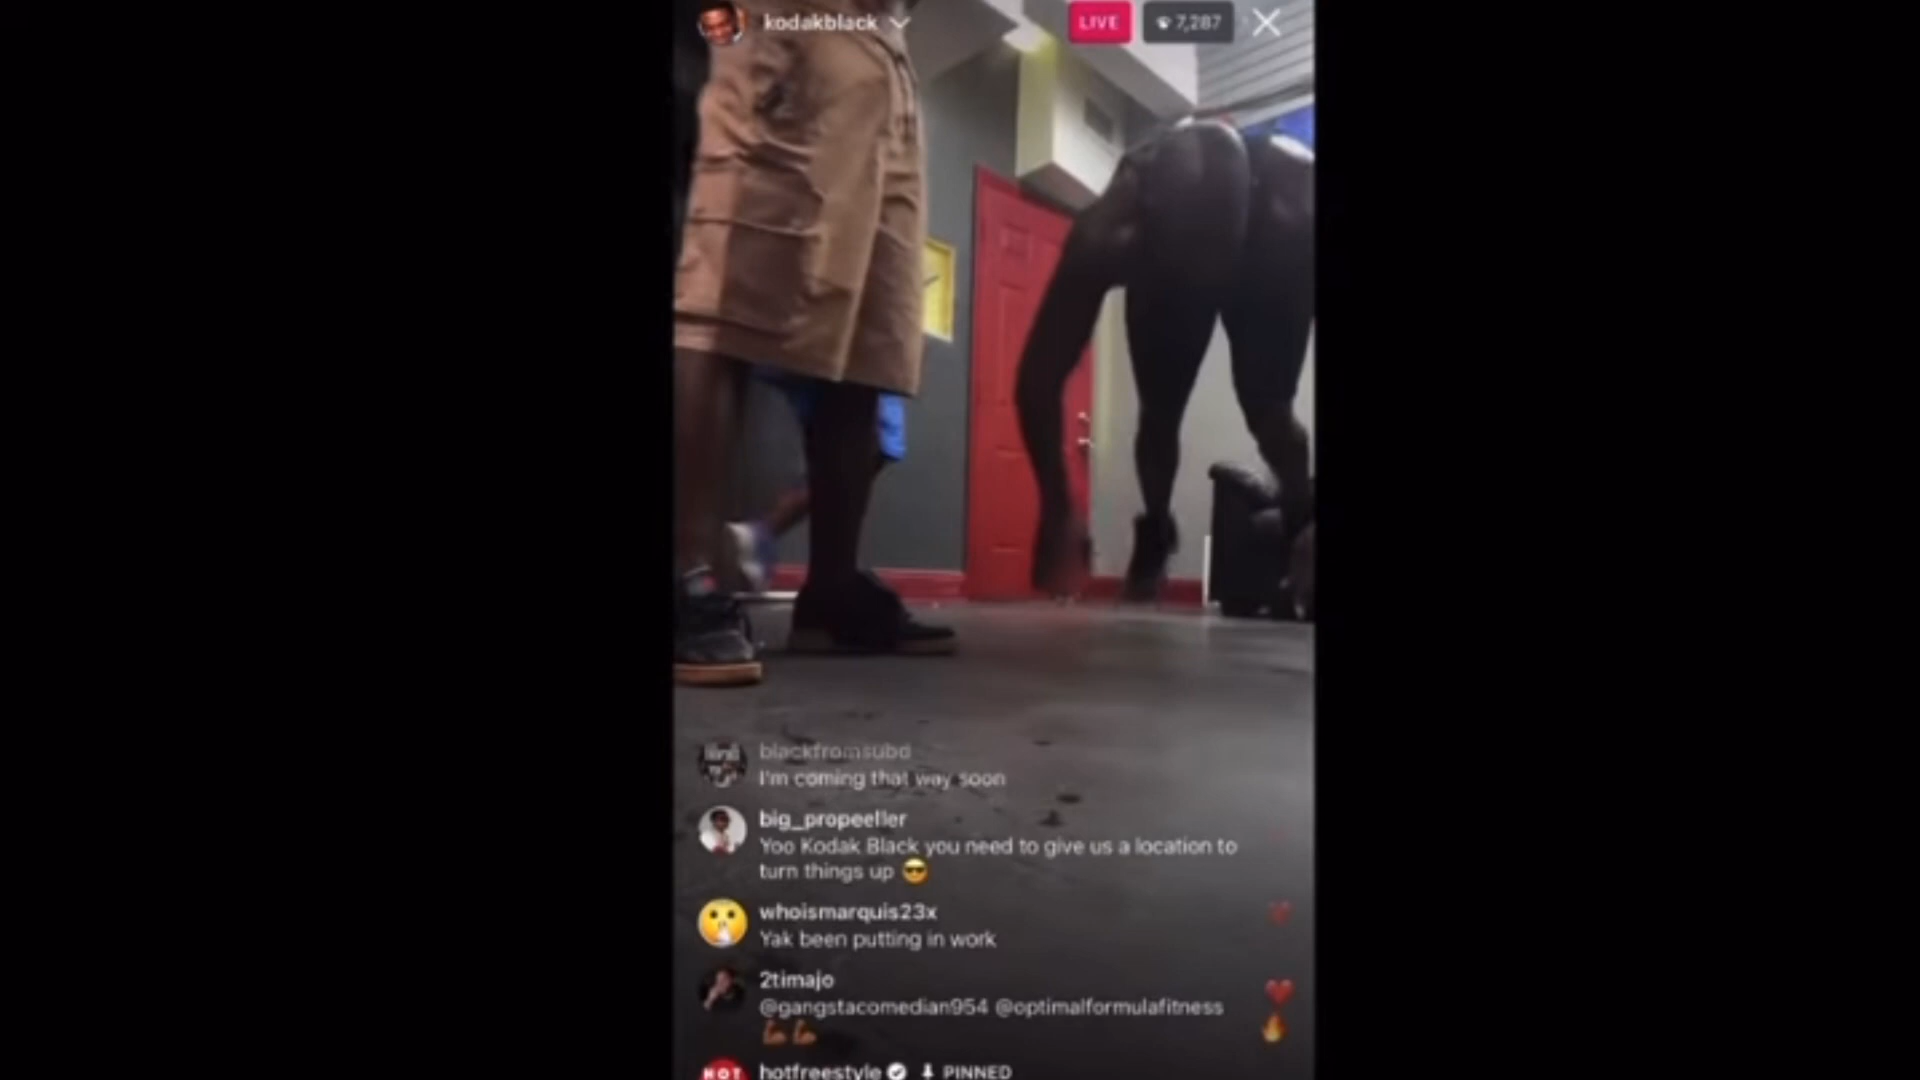 kodakblack
LIVE
7,287
blackfromsubd
I'm coming that way soon
big_propeeller
Yoo Kodak Black you need to give us a location to
turn things up 😎
whoismarquis23x
Yak been putting in work
2timajo
@gangstacomedian954 @optimalformulafitness
💪💪
HOT
hotfreestyle PINNED